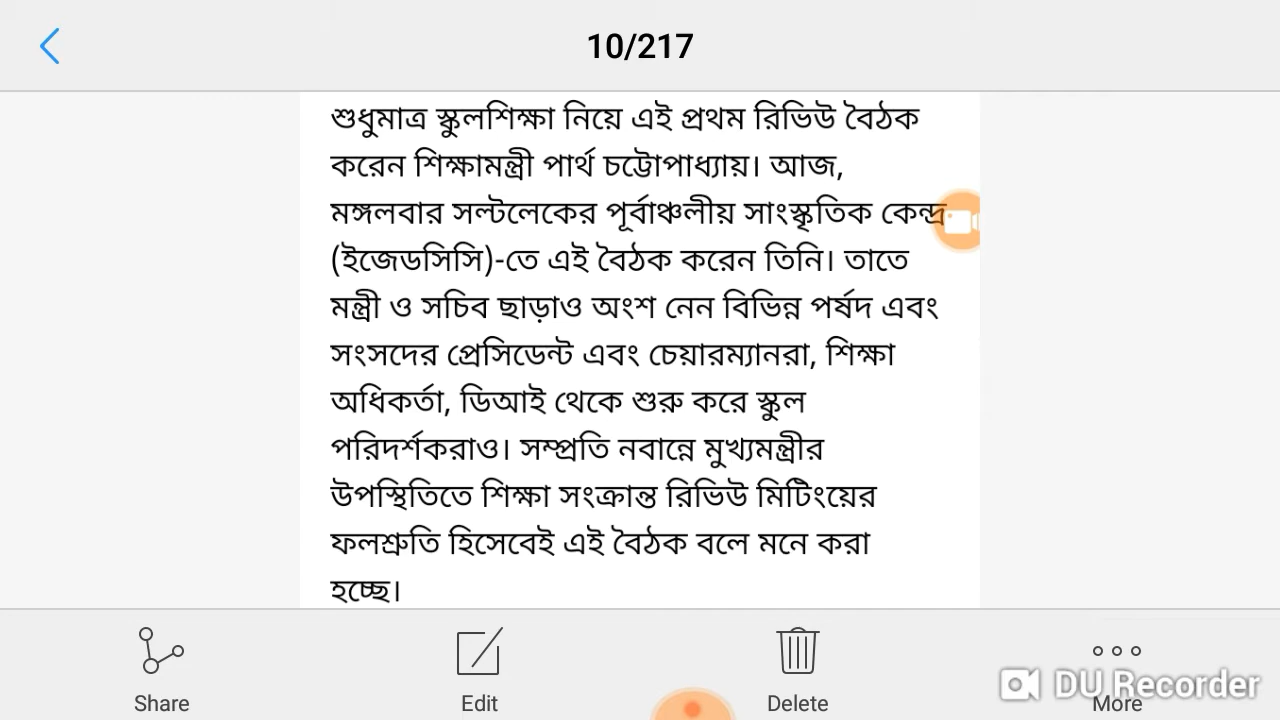 10/217
শুধুমাত্র স্কুলশিক্ষা নিয়ে এই প্রথম রিভিউ বৈঠক
করেন শিক্ষামন্ত্রী পার্থ চট্টোপাধ্যায়। আজ,
মঙ্গলবার সল্টলেকের পূর্বাঞ্চলীয় সাংস্কৃতিক কেন্দ্র
(ইজেডসিসি)-তে এই বৈঠক করেন তিনি। তাতে
মন্ত্রী ও সচিব ছাড়াও অংশ নেন বিভিন্ন পর্ষদ এবং
সংসদের প্রেসিডেন্ট এবং চেয়ারম্যানরা, শিক্ষা
অধিকর্তা, ডিআই থেকে শুরু করে স্কুল
পরিদর্শকরাও। সম্প্রতি নবান্নে মুখ্যমন্ত্রীর
উপস্থিতিতে শিক্ষা সংক্রান্ত রিভিউ মিটিংয়ের
ফলশ্রুতি হিসেবেই এই বৈঠক বলে মনে করা
হচ্ছে।
Share Edit Delete More
DU Recorder